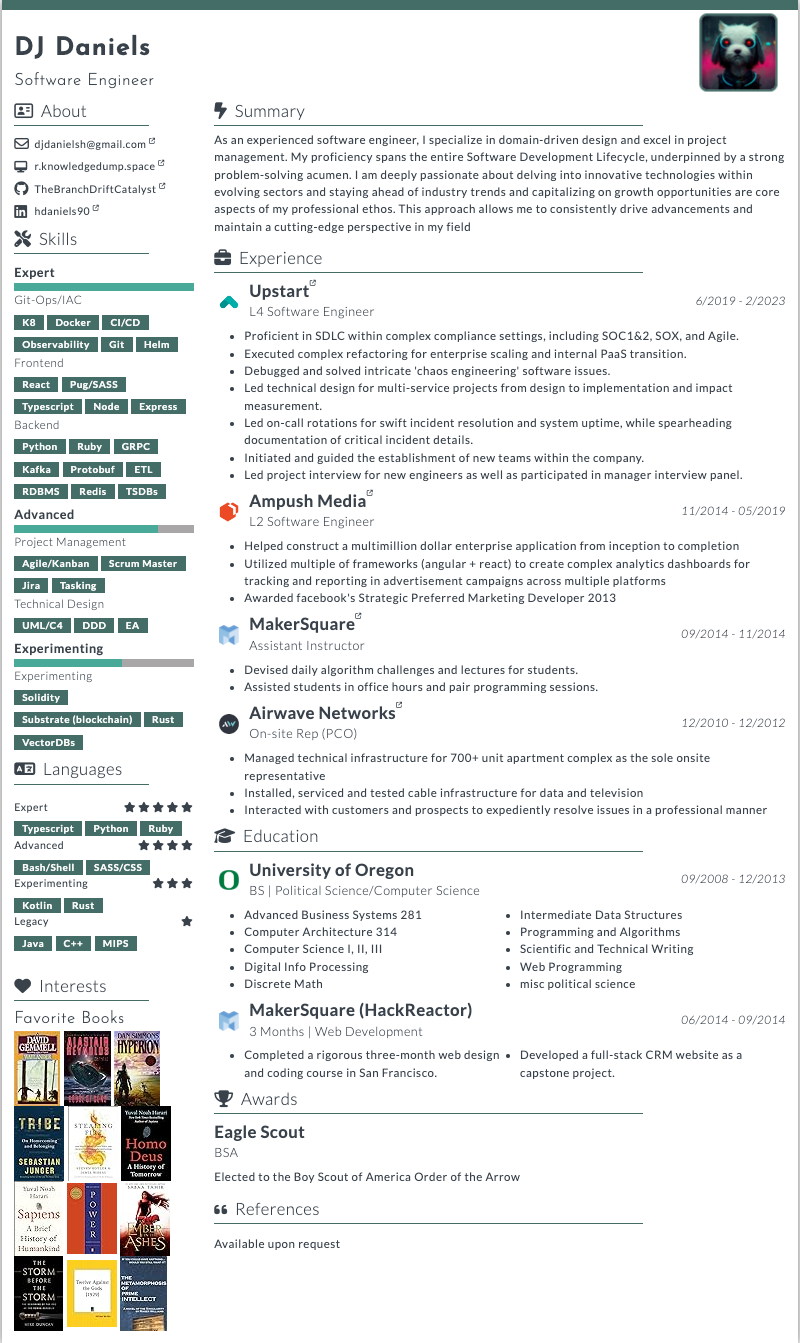 DJ Daniels
Software Engineer
About
djdanielsh@gmail.com
r.knowledgedump.space
TheBranchDriftCatalyst
hdaniels90
Skills
Expert
Git-Ops/IAC
K8 Docker CI/CD
Observability Git Helm
Frontend
React Pug/SASS
Typescript Node Express
Backend
Python Ruby GRPC
Kafka Protobuf ETL
RDBMS Redis TSDBs
Advanced
Project Management
Agile/Kanban Scrum Master
Jira Tasking
Technical Design
UML/C4 DDD EA
Experimenting
Experimenting
Solidity
Substrate (blockchain) Rust
VectorDBs
Languages
Expert
Typescript Python Ruby
Advanced
Bash/Shell SASS/CSS
Experimenting
Kotlin Rust
Legacy
Java C++ MIPS
Interests
Favorite Books
DAVID
GEMMELL
ALASTAIR
REYNOLDS
DAN SIMMONS
HYPERION
TRIBE
On Homecoming
and Belonging
SEBASTIAN
JUNGER
STEALING
FIRE
Yuval Noah Harari
Homo
Deus
A History of
Tomorrow
Yuval Noah
Harari
Sapiens
A Brief
History of
Humankind
POWER
SABAA TAHIR
EMBER
ASHES
THE
STORM
BEFORE
THE
STORM
MIKE DUNCAN
Twelve Against
the Gods
THE
METAMORPHOSIS
OF
PRIME
INTELLECT
Summary
As an experienced software engineer, I specialize in domain-driven design and excel in project
management. My proficiency spans the entire Software Development Lifecycle, underpinned by a strong
problem-solving acumen. I am deeply passionate about delving into innovative technologies within
evolving sectors and staying ahead of industry trends and capitalizing on growth opportunities are core
aspects of my professional ethos. This approach allows me to consistently drive advancements and
maintain a cutting-edge perspective in my field
Experience
Upstart
L4 Software Engineer
6/2019 - 2/2023
• Proficient in SDLC within complex compliance settings, including SOC1&2, SOX, and Agile.
• Executed complex refactoring for enterprise scaling and internal PaaS transition.
• Debugged and solved intricate 'chaos engineering' software issues.
• Led technical design for multi-service projects from design to implementation and impact
measurement.
• Led on-call rotations for swift incident resolution and system uptime, while spearheading
documentation of critical incident details.
• Initiated and guided the establishment of new teams within the company.
• Led project interview for new engineers as well as participated in manager interview panel.
Ampush Media
L2 Software Engineer
11/2014 - 05/2019
• Helped construct a multimillion dollar enterprise application from inception to completion
• Utilized multiple of frameworks (angular + react) to create complex analytics dashboards for
tracking and reporting in advertisement campaigns across multiple platforms
• Awarded facebook's Strategic Preferred Marketing Developer 2013
MakerSquare
Assistant Instructor
09/2014 - 11/2014
• Devised daily algorithm challenges and lectures for students.
• Assisted students in office hours and pair programming sessions.
Airwave Networks
On-site Rep (PCO)
12/2010 - 12/2012
• Managed technical infrastructure for 700+ unit apartment complex as the sole onsite
representative
• Installed, serviced and tested cable infrastructure for data and television
• Interacted with customers and prospects to expediently resolve issues in a professional manner
Education
University of Oregon
BS | Political Science/Computer Science
09/2008 - 12/2013
• Advanced Business Systems 281
• Computer Architecture 314
• Computer Science I, II, III
• Digital Info Processing
• Discrete Math
• Intermediate Data Structures
• Programming and Algorithms
• Scientific and Technical Writing
• Web Programming
• misc political science
MakerSquare (HackReactor)
3 Months | Web Development
06/2014 - 09/2014
• Completed a rigorous three-month web design
and coding course in San Francisco.
• Developed a full-stack CRM website as a
capstone project.
Awards
Eagle Scout
BSA
Elected to the Boy Scout of America Order of the Arrow
References
Available upon request